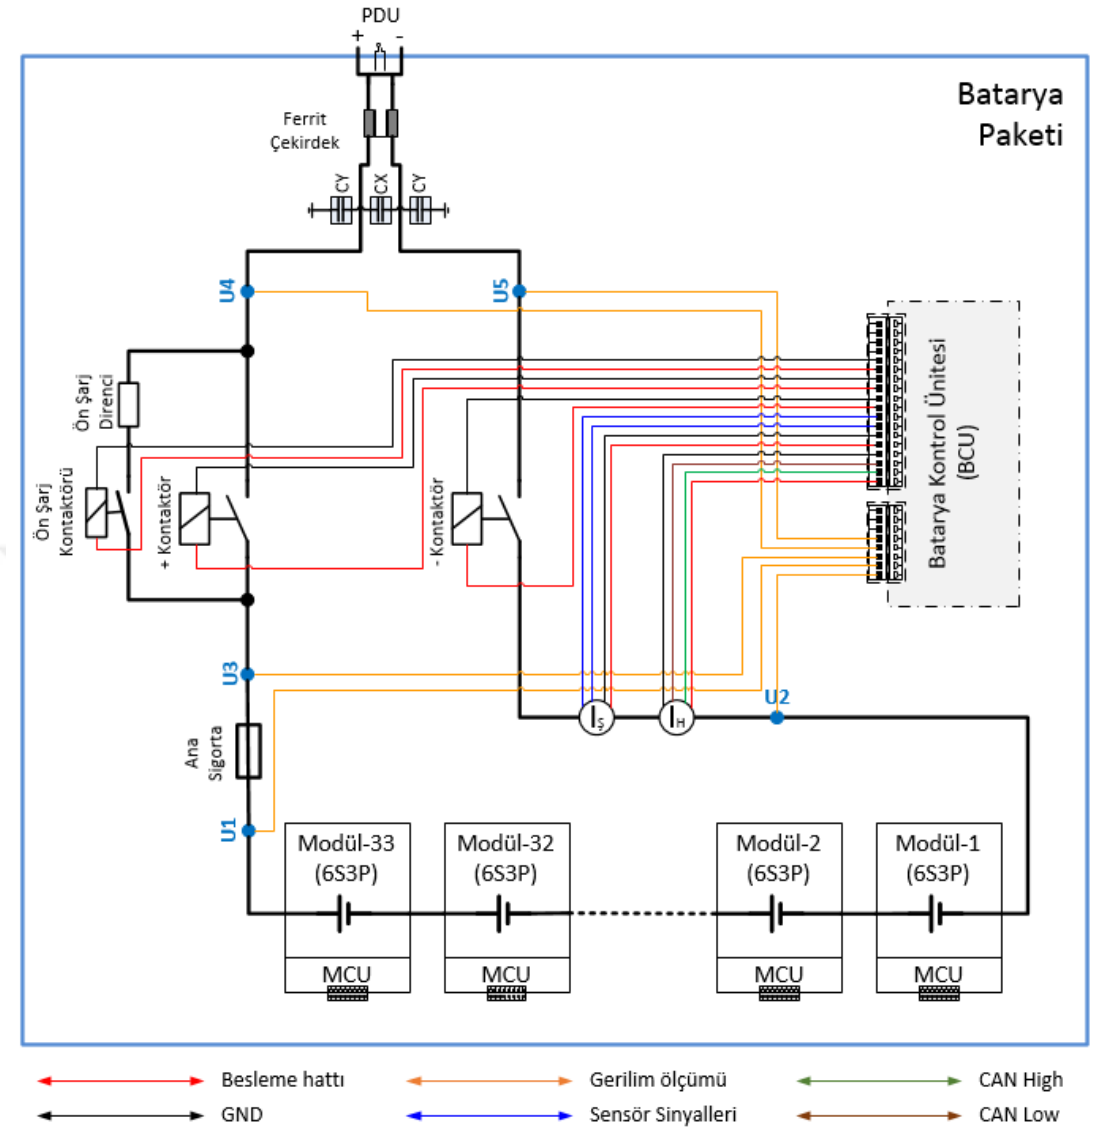 PDU
+ -
Batarya
Paketi
Ferrit
Çekirdek
CY
CX
CY
U4
U5
Ön Şarj
Direnci
Batarya Kontrol Ünitesi
(BCU)
Ön Şarj
Kontaktörü
+ Kontaktör
- Kontaktör
U3
U2
IŞ
IH
Ana
Sigorta
U1
Modül-33
(6S3P)
Modül-32
(6S3P)
Modül-2
(6S3P)
Modül-1
(6S3P)
MCU
MCU
MCU
MCU
Besleme hattı
Gerilim ölçümü
CAN High
GND
Sensör Sinyalleri
CAN Low